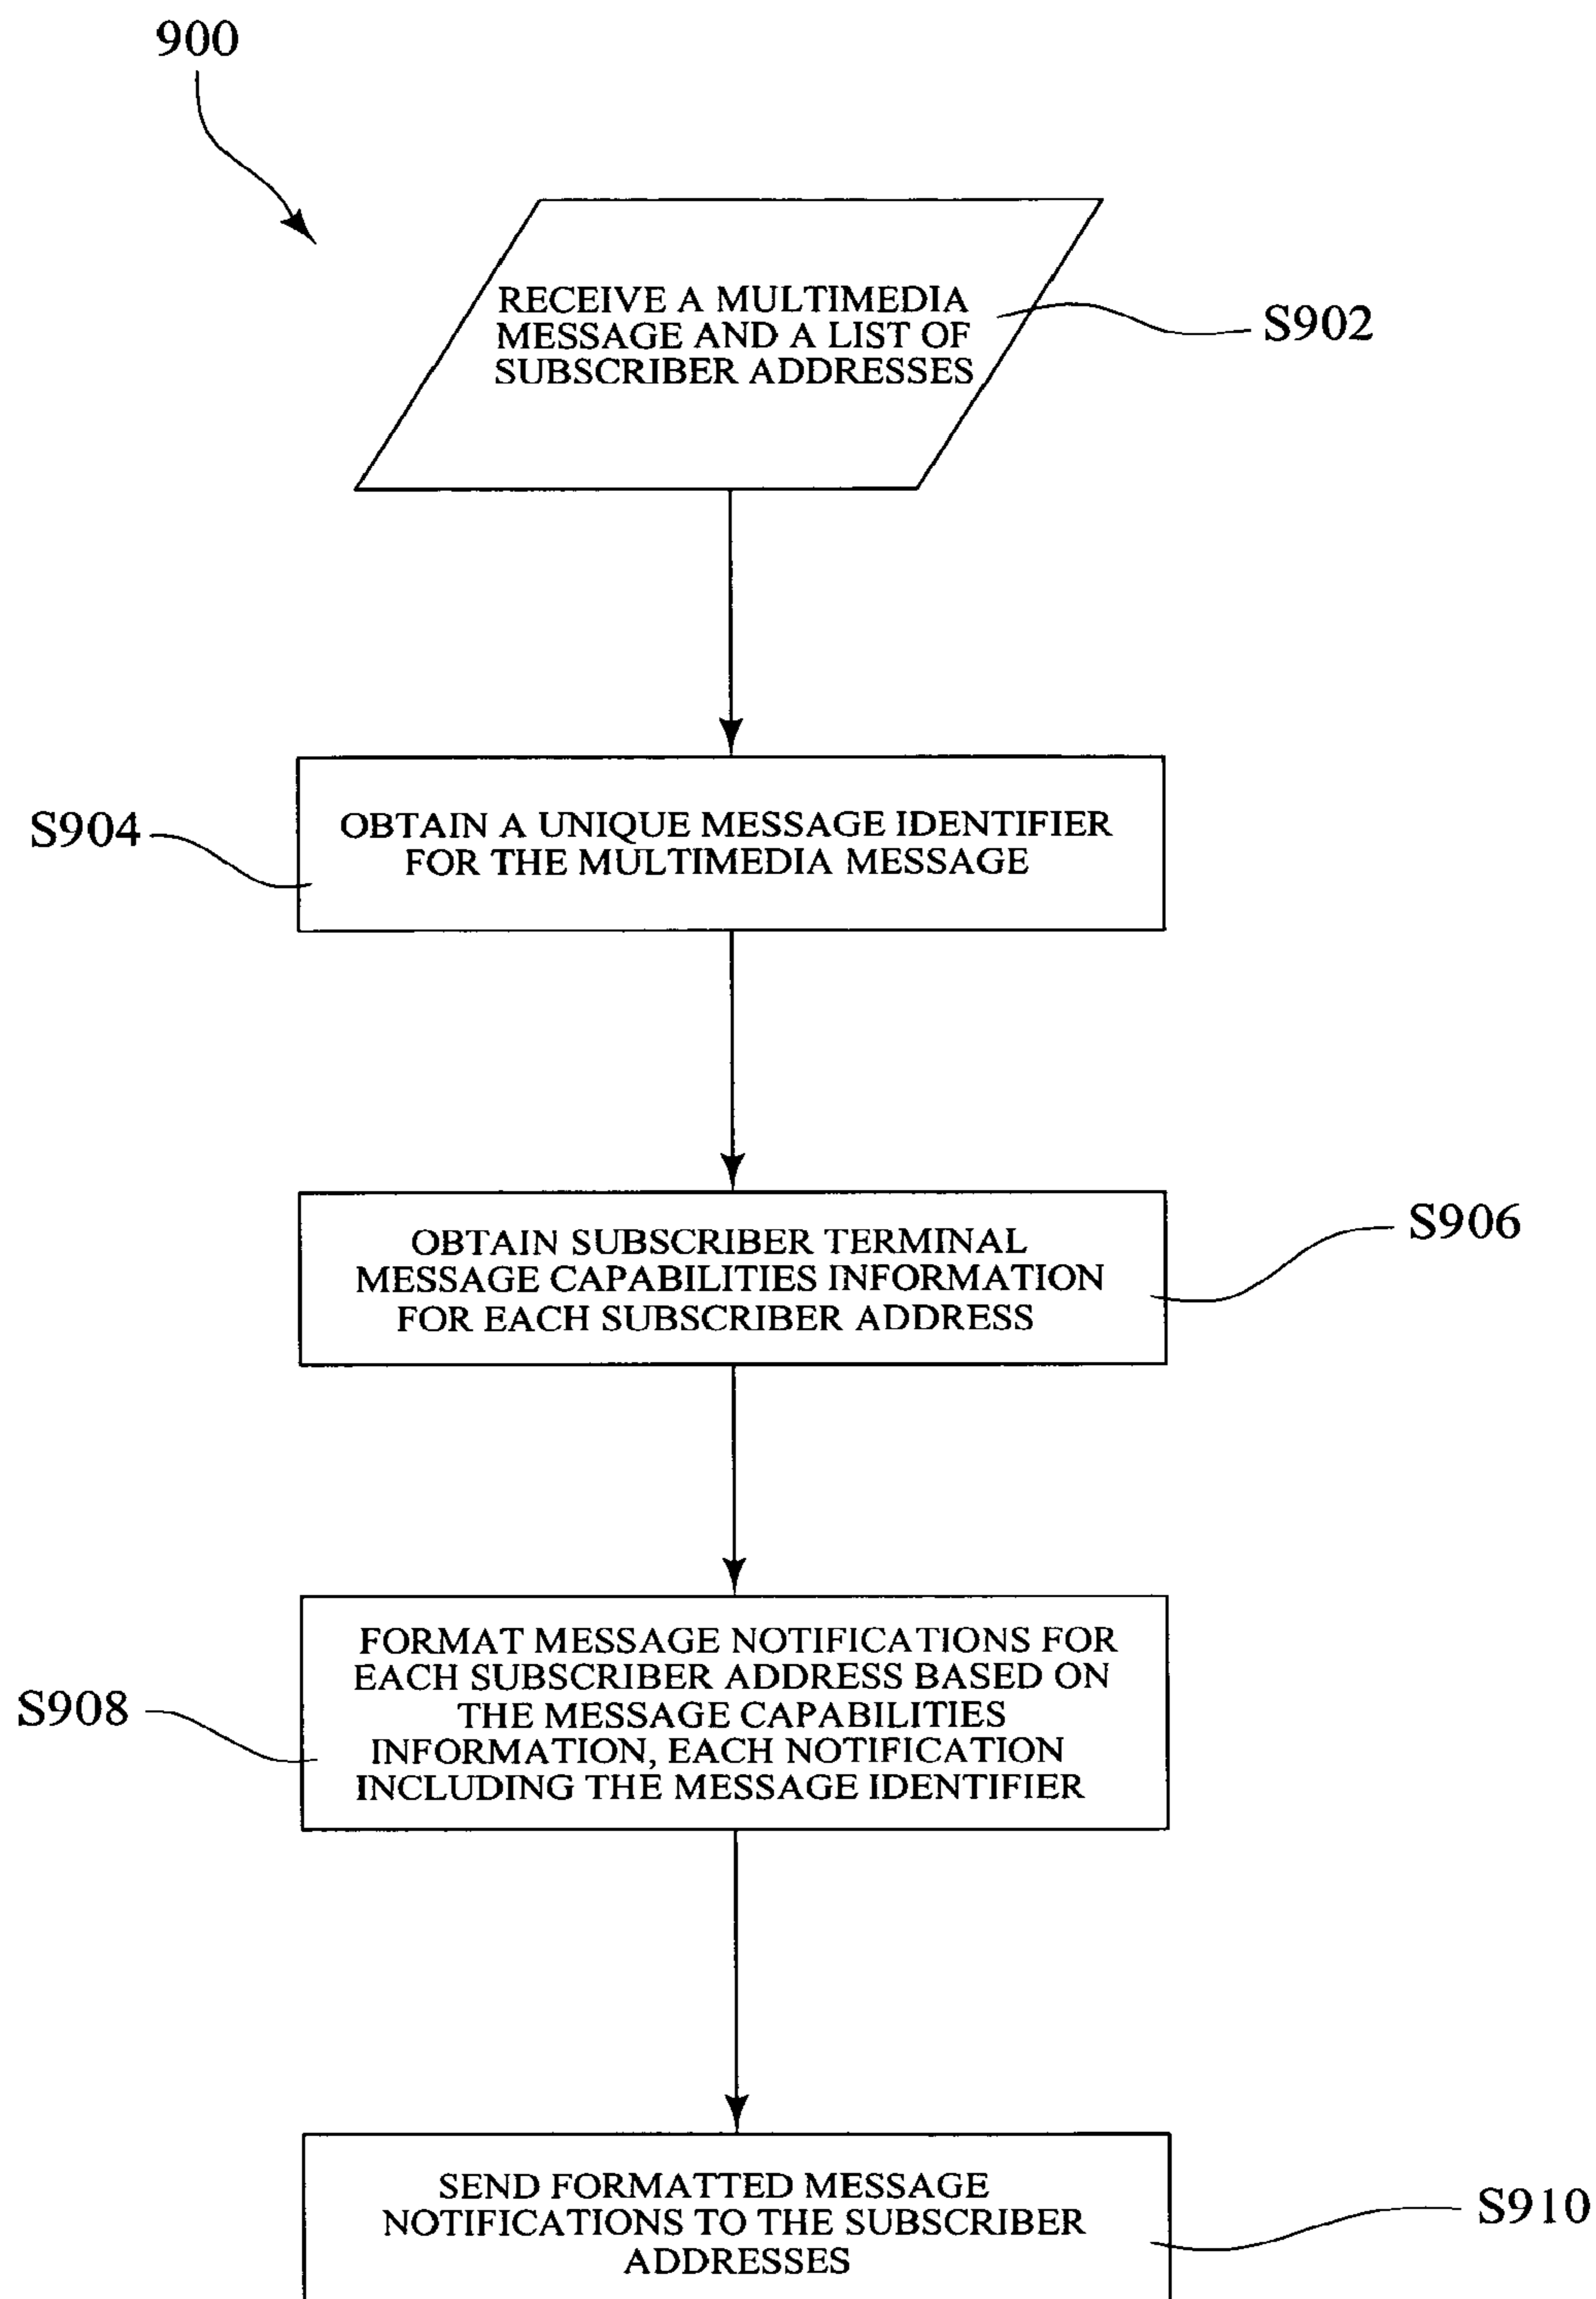 900
RECEIVE A MULTIMEDIA
MESSAGE AND A LIST OF
SUBSCRIBER ADDRESSES
S902
S904
OBTAIN A UNIQUE MESSAGE IDENTIFIER
FOR THE MULTIMEDIA MESSAGE
OBTAIN SUBSCRIBER TERMINAL
MESSAGE CAPABILITIES INFORMATION
FOR EACH SUBSCRIBER ADDRESS
S906
S908
FORMAT MESSAGE NOTIFICATIONS FOR
EACH SUBSCRIBER ADDRESS BASED ON
THE MESSAGE CAPABILITIES
INFORMATION, EACH NOTIFICATION
INCLUDING THE MESSAGE IDENTIFIER
SEND FORMATTED MESSAGE
NOTIFICATIONS TO THE SUBSCRIBER
ADDRESSES
S910